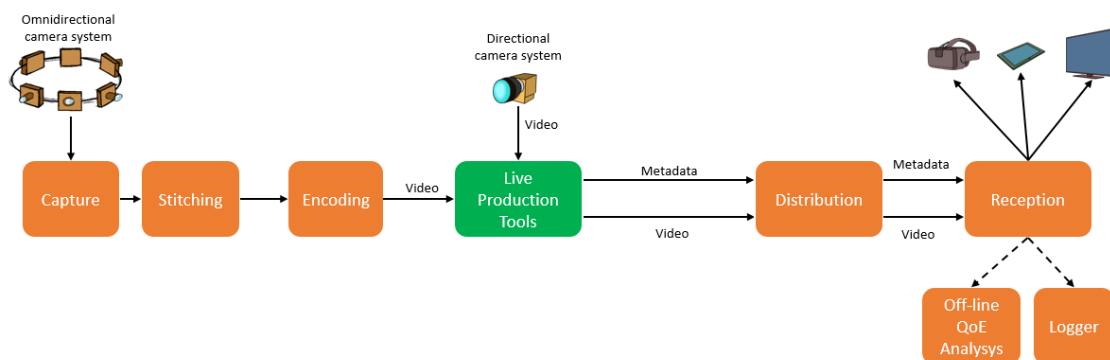 Omnidirectional
camera system
Directional
camera system
Video
Capture
Stitching
Encoding
Video
Live
Production
Tools
Metadata
Video
Distribution
Metadata
Video
Reception
Off-line
QoE
Analysys
Logger